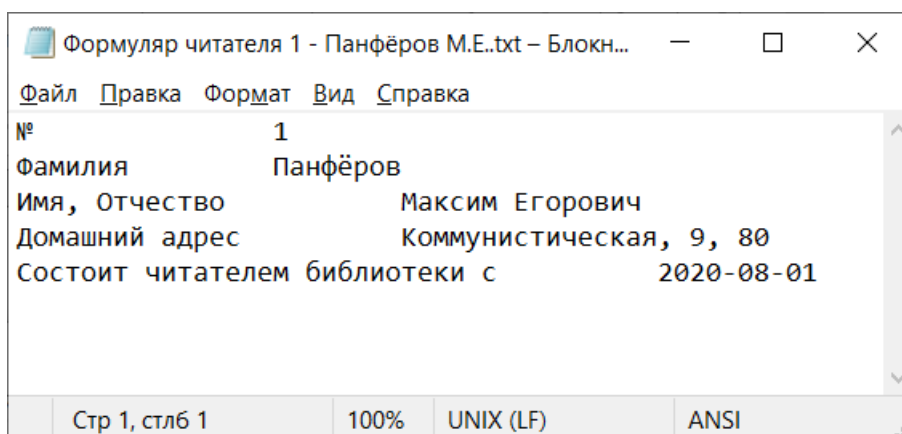 Формуляр читателя 1 - Панфёров М.Е..txt – Блокн...
Файл Правка Формат Вид Справка
№ 1
Фамилия Панфёров
Имя, Отчество Максим Егорович
Домашний адрес Коммунистическая, 9, 80
Состоит читателем библиотеки с 2020-08-01
Стр 1, стлб 1 100% UNIX (LF) ANSI